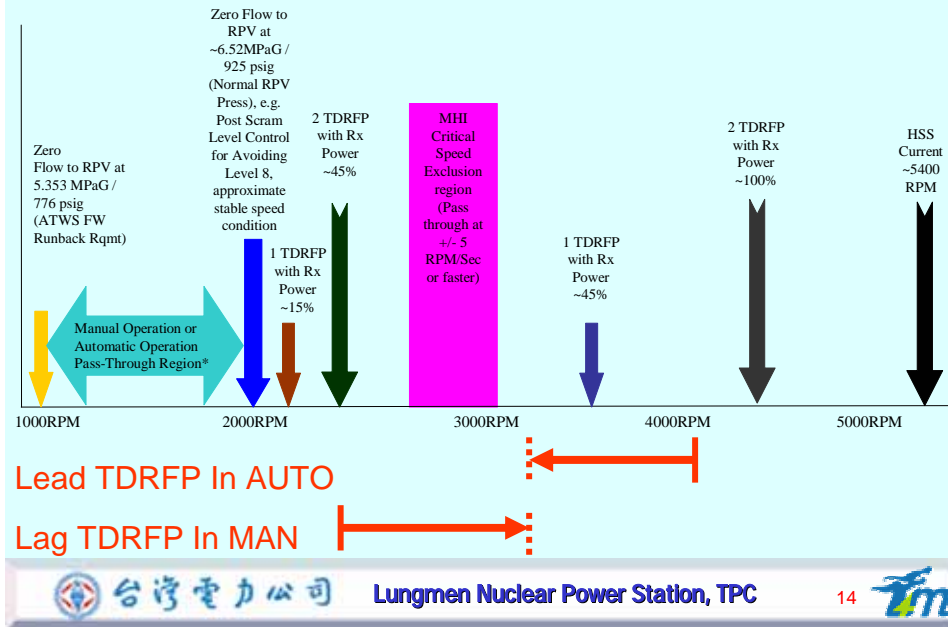 Zero
Flow to RPV at
5.353 MPaG /
776 psig
(ATWS FW
Runback Rqmt)
Zero Flow to
RPV at
~6.52MPaG /
925 psig
(Normal RPV
Press), e.g.
Post Scram
Level Control
for Avoiding
Level 8,
approximate
stable speed
condition
1 TDRFP
with Rx
Power
~15%
2 TDRFP
with Rx
Power
~45%
MHI
Critical
Speed
Exclusion
region
(Pass
through at
+/- 5
RPM/Sec
or faster)
1 TDRFP
with Rx
Power
~45%
2 TDRFP
with Rx
Power
~100%
HSS
Current
~5400
RPM
Manual Operation or
Automatic Operation
Pass-Through Region*
1000RPM 2000RPM 3000RPM 4000RPM 5000RPM
Lead TDRFP In AUTO
Lag TDRFP In MAN
台灣電力公司 Lungmen Nuclear Power Station, TPC 14